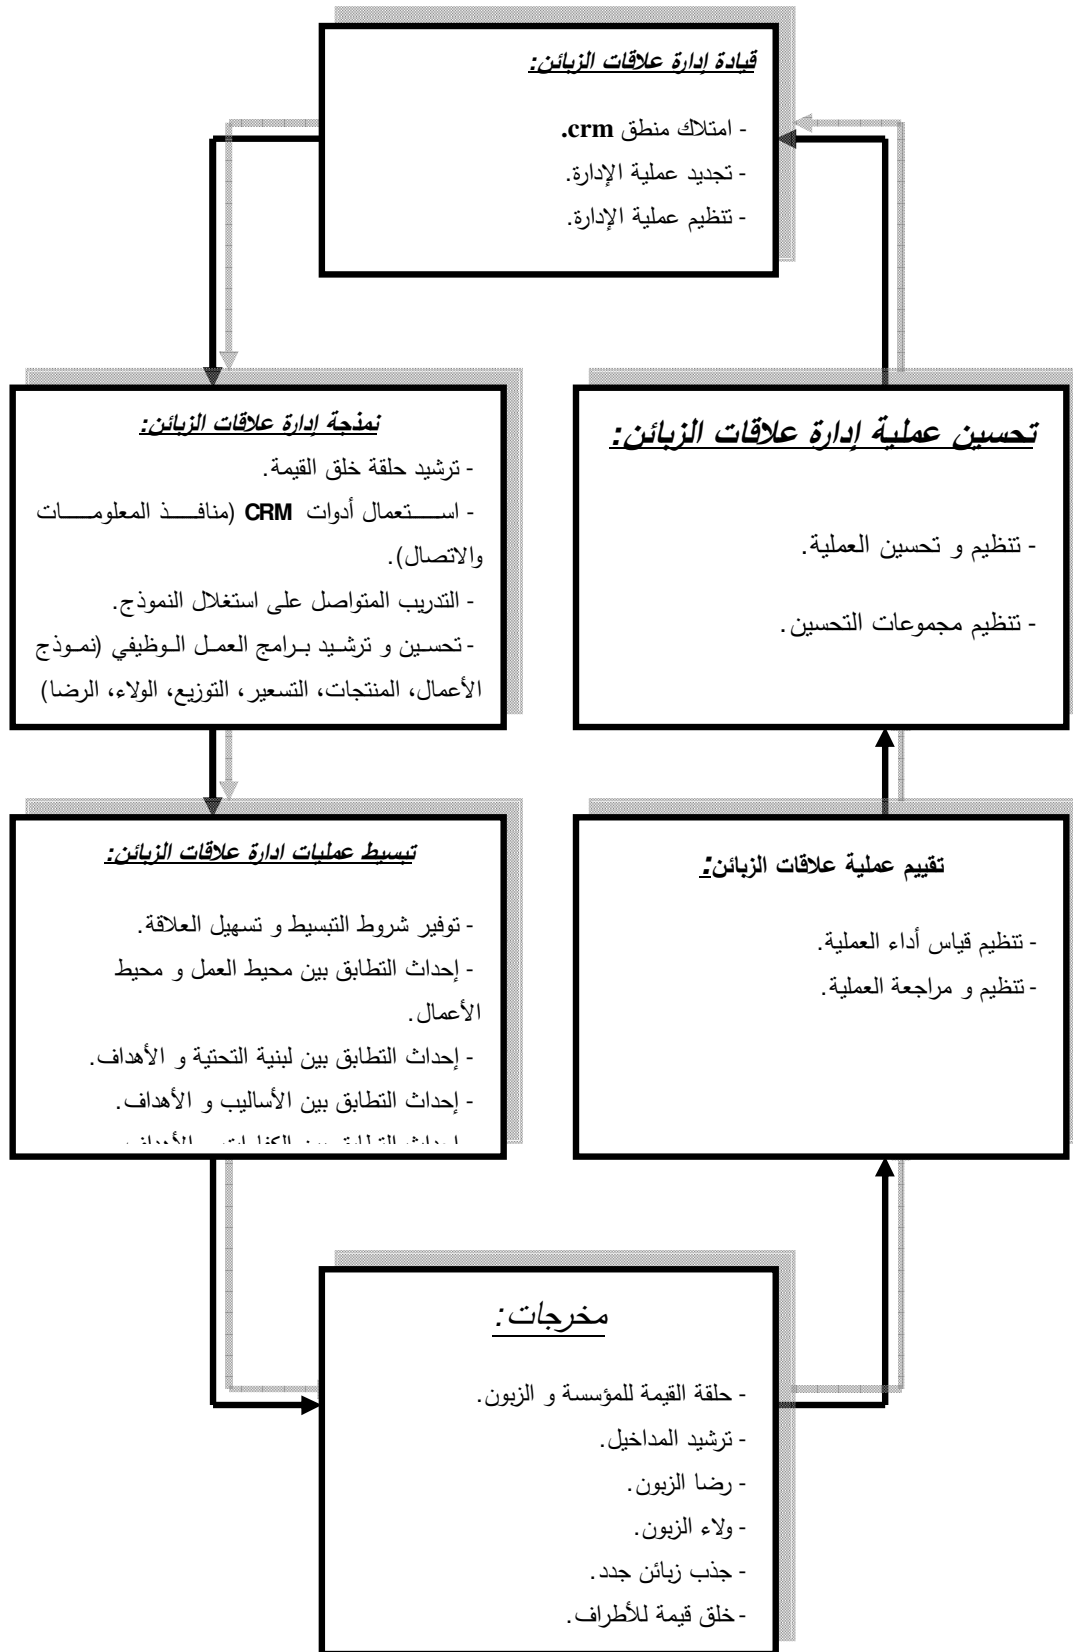 قيادة إدارة علاقات الزبائن:
- امتلاك منطق crm.
- تجديد عملية الإدارة.
- تنظيم عملية الإدارة.
نمذجة إدارة علاقات الزبائن:
- ترشيد حلقة خلق القيمة.
- استعمال أدوات CRM (منافذ المعلومات
والاتصال).
- التدريب المتواصل على استغلال النموذج.
- تحسين و ترشيد برامج العمل الوظيفي (نموذج
الأعمال، المنتجات، التسعير، التوزيع، الولاء، الرضا)
تحسين عملية إدارة علاقات الزبائن:
- تنظيم و تحسين العملية.
- تنظيم مجموعات التحسين.
تبسيط عمليات ادارة علاقات الزبائن:
- توفير شروط التبسيط و تسهيل العلاقة.
- إحداث التطابق بين محيط العمل و محيط
الأعمال.
- إحداث التطابق بين لبنية التحتية و الأهداف.
- إحداث التطابق بين الأساليب و الأهداف.
- إحداث التطابق بين الكفاءات و الأهداف
تقييم عملية علاقات الزبائن:
- تنظيم قياس أداء العملية.
- تنظيم و مراجعة العملية.
مخرجات:
- حلقة القيمة للمؤسسة و الزبون.
- ترشيد المداخيل.
- رضا الزبون.
- ولاء الزبون.
- جذب زبائن جدد.
- خلق قيمة للأطراف.